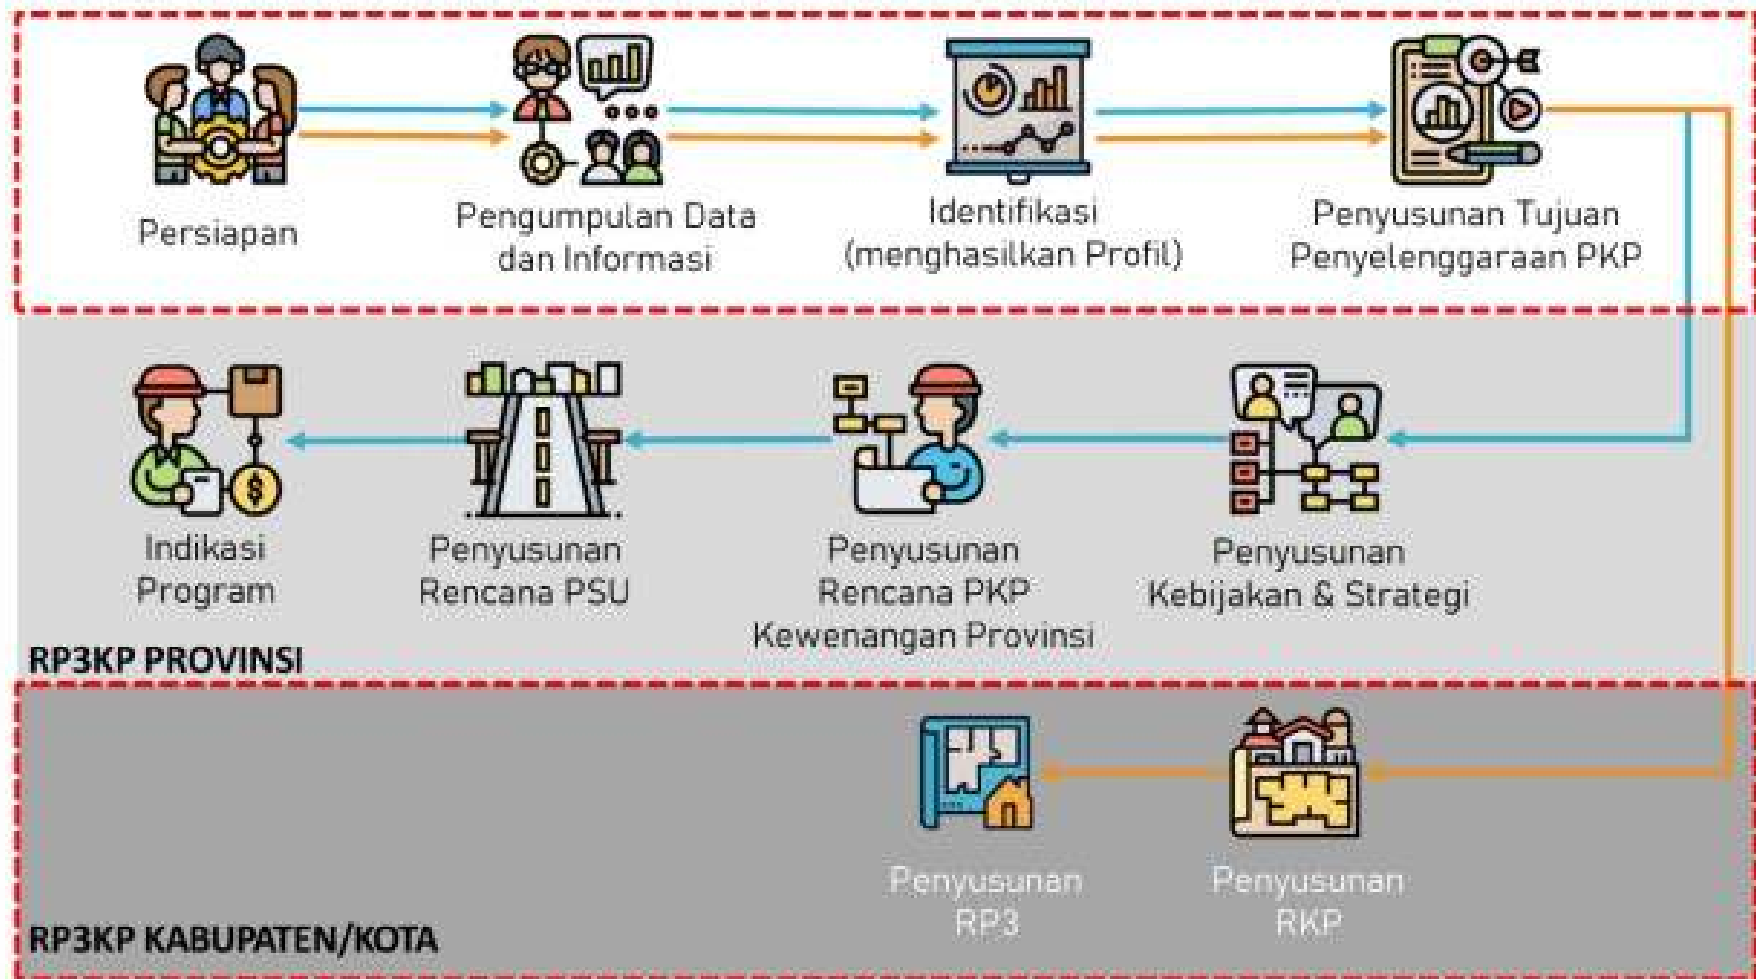 Persiapan
Pengumpulan Data
dan Informasi
Identifikasi
(menghasilkan Profil)
Penyusunan Tujuan
Penyelenggaraan PKP
Indikasi
Program
Penyusunan
Rencana PSU
Penyusunan
Rencana PKP
Kewenangan Provinsi
Penyusunan
Kebijakan & Strategi
RP3KP PROVINSI
Penyusunan
RP3
Penyusunan
RKP
RP3KP KABUPATEN/KOTA